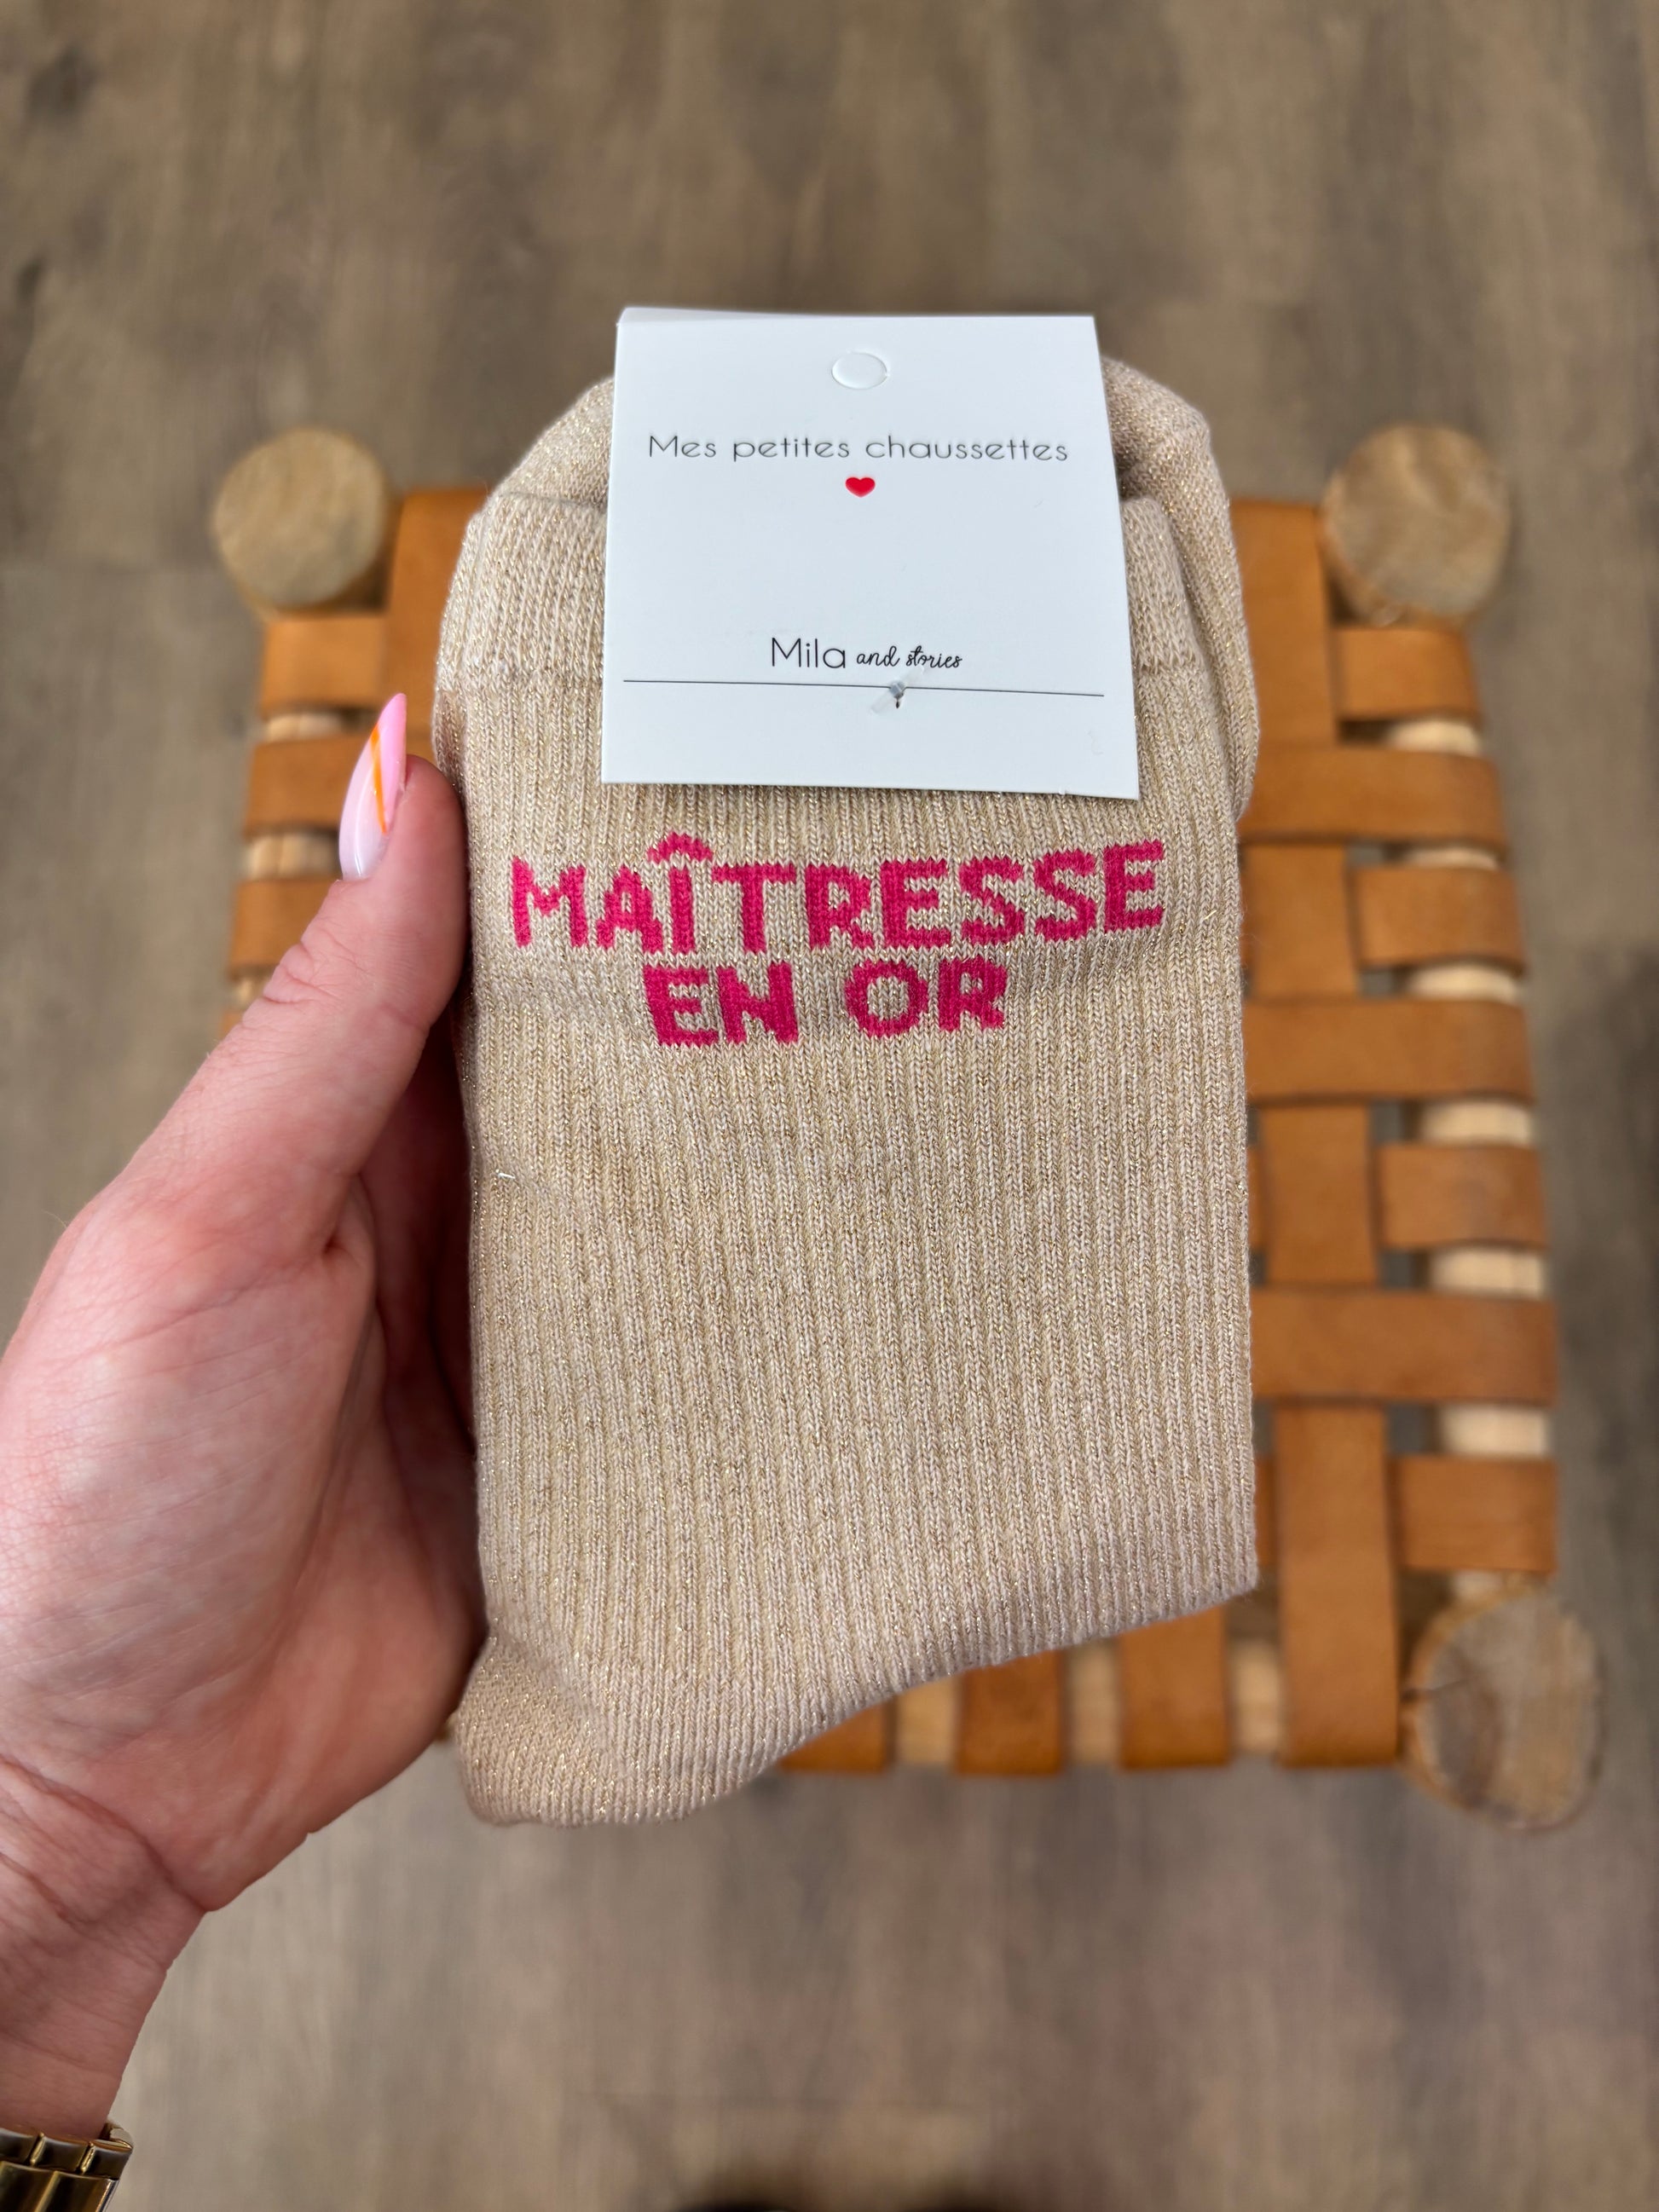 Mes petites chaussettes
Mila and stories
MAÎTRESSE
EN OR